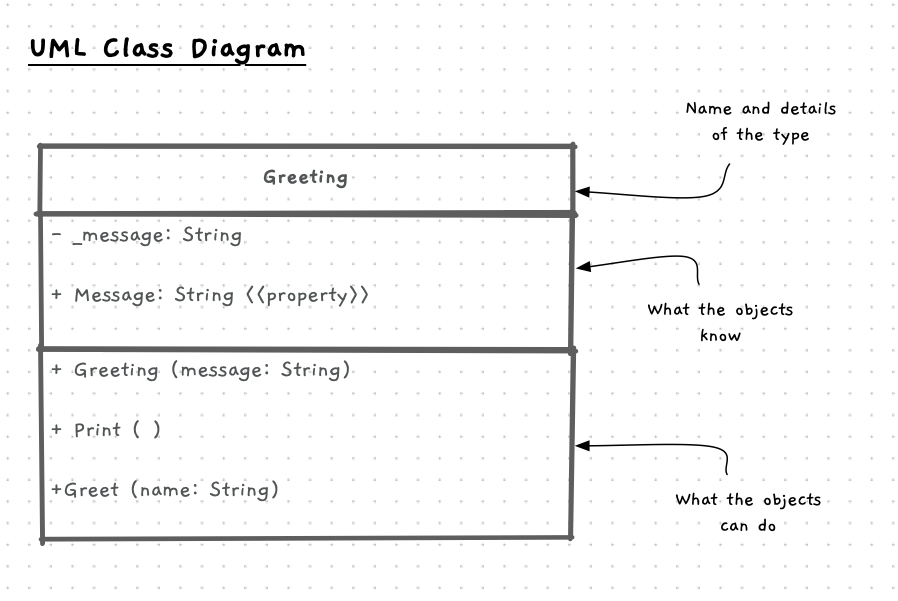 UML Class Diagram
Name and details
of the type
Greeting
- _message: String
+ Message: String <<property>>
What the objects
know
+ Greeting (message: String)
+ Print ( )
+Greet (name: String)
What the objects
can do